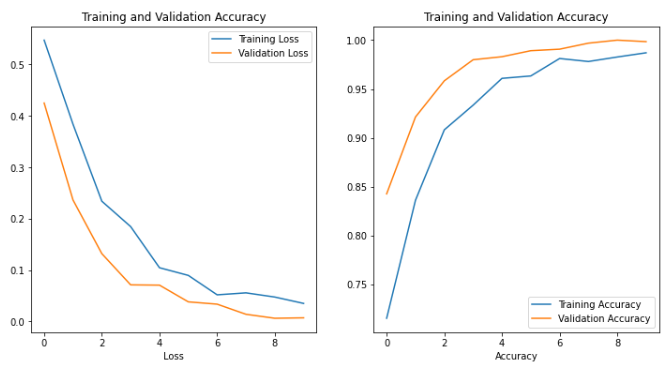 Training and Validation Accuracy
Training Loss
Validation Loss
0.5
0.4
0.3
0.2
0.1
0.0
0 2 4 6 8
Loss
Training and Validation Accuracy
1.00
0.95
0.90
0.85
0.80
0.75
Training Accuracy
Validation Accuracy
0 2 4 6 8
Accuracy